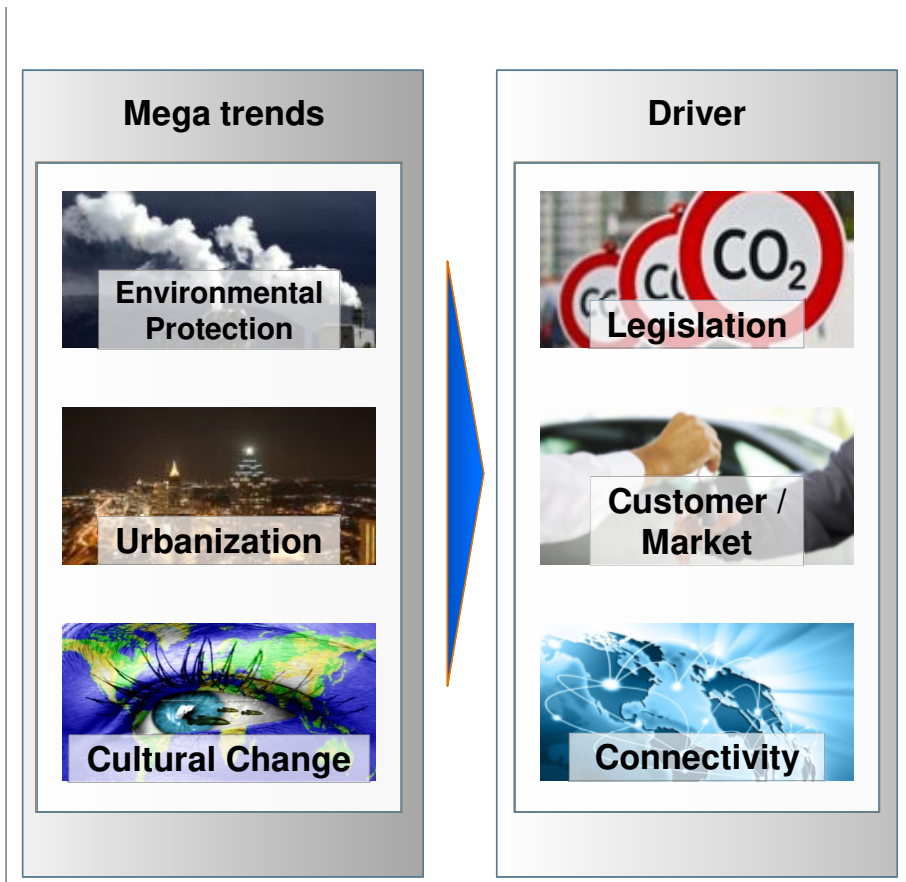 Mega trends
Environmental
Protection
Urbanization
Cultural Change
Driver
CO₂
Legislation
Customer /
Market
Connectivity